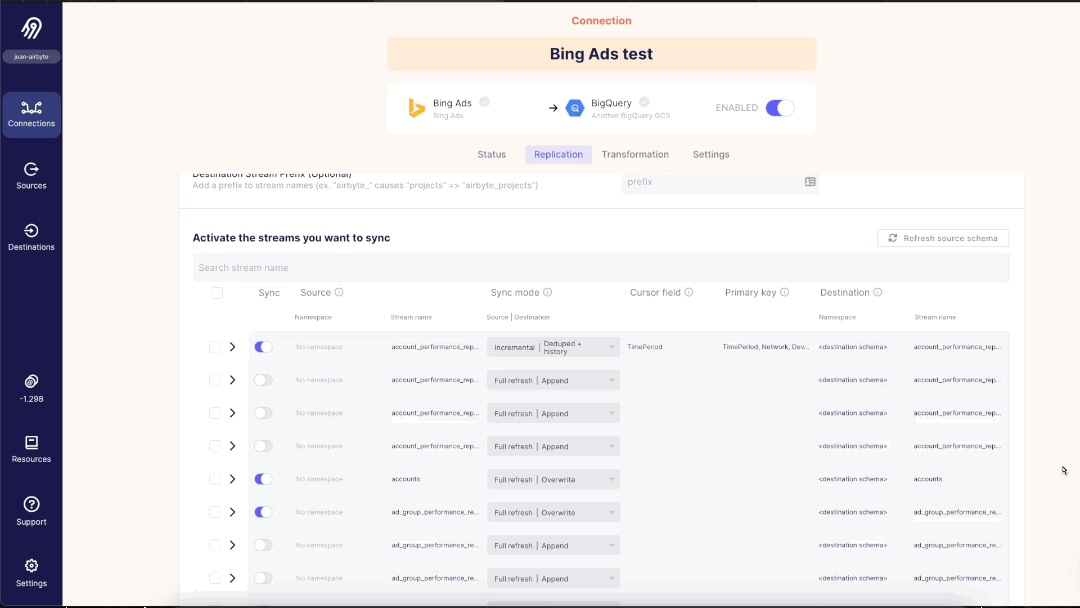 Connection
juan-airbyte
Bing Ads test
Connections
Bing Ads
Bing Ads
BigQuery
Another BigQuery GCS
ENABLED
Status
Replication
Transformation
Settings
Sources
Destination Stream Prefix (Optional)
Add a prefix to stream names (ex. "airbyte_" causes "projects" => "airbyte_projects")
prefix
Destinations
Activate the streams you want to sync
Refresh source schema
Search stream name
Sync Source Sync mode Cursor field Primary key Destination
Namespace Stream name Source | Destination Namespace Stream name
No namespace account_performance_rep... Incremental | Deduped + history TimePeriod TimePeriod, Network, Dev... <destination schema> account_performance_rep...
No namespace account_performance_rep... Full refresh | Append <destination schema> account_performance_rep...
No namespace account_performance_rep... Full refresh | Append <destination schema> account_performance_rep...
No namespace account_performance_rep... Full refresh | Append <destination schema> account_performance_rep...
No namespace accounts Full refresh | Overwrite <destination schema> accounts
No namespace ad_group_performance_re... Full refresh | Overwrite <destination schema> ad_group_performance_re...
No namespace ad_group_performance_re... Full refresh | Append <destination schema> ad_group_performance_re...
No namespace ad_group_performance_re... Full refresh | Append <destination schema> ad_group_performance_re...
-1.298
Resources
Support
Settings